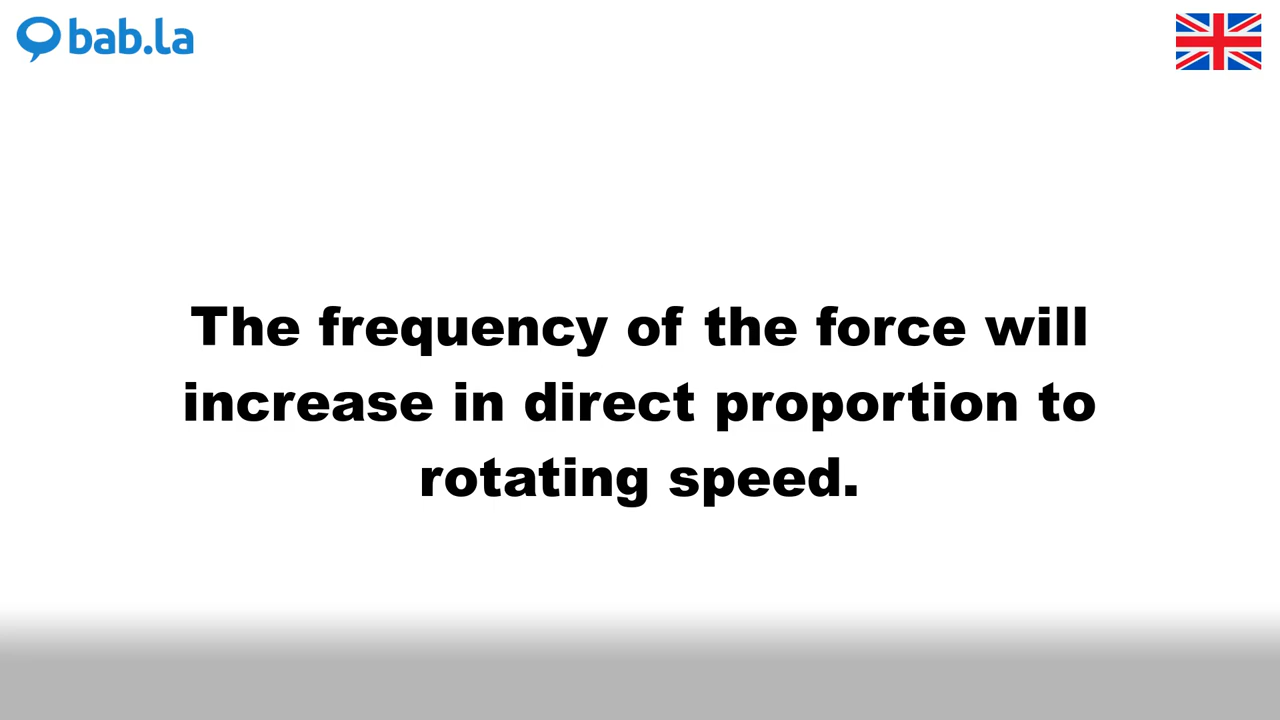 bab.la
The frequency of the force will
increase in direct proportion to
rotating speed.